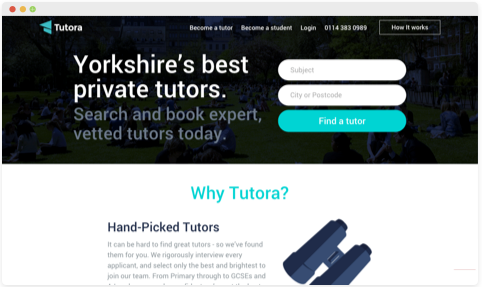 Tutora
Become a tutor Become a student Login 0114 383 0989 How It works
Yorkshire's best
private tutors.
Search and book expert,
vetted tutors today.
Subject
City or Postcode
Find a tutor
Why Tutora?
Hand-Picked Tutors
It can be hard to find great tutors - so we've found
them for you. We rigorously interview every
applicant, and select only the best and brightest to
join our team. From Primary through to GCSEs and